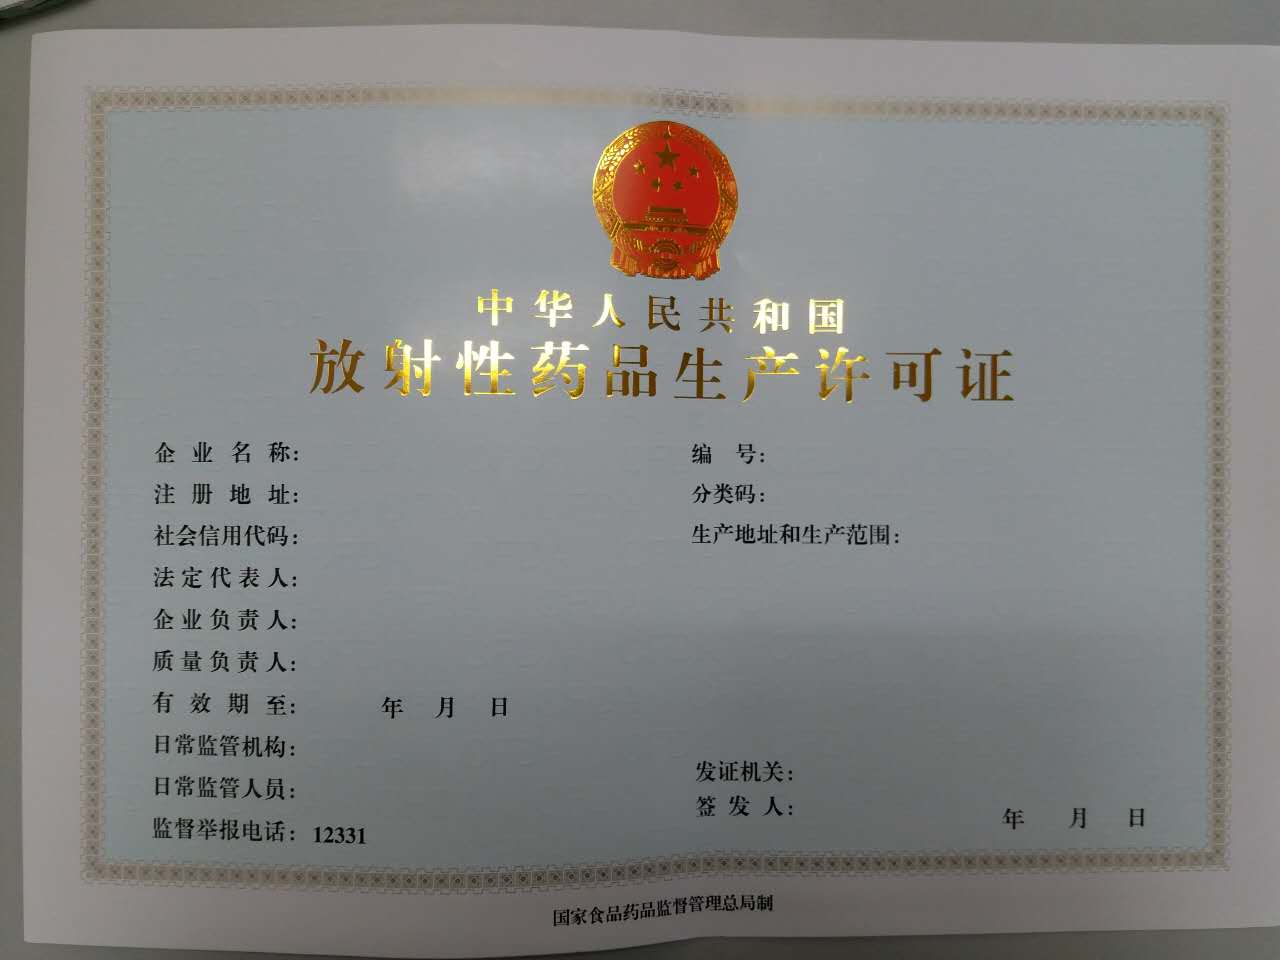 中华人民共和国
放射性药品生产许可证
企业名称：
注册地址：
社会信用代码：
法定代表人：
企业负责人：
质量负责人：
有效期至： 年 月 日
日常监管机构：
日常监管人员：
监督举报电话：12331
编号：
分类码：
生产地址和生产范围：
发证机关：
签发人：
年 月 日
国家食品药品监督管理总局制